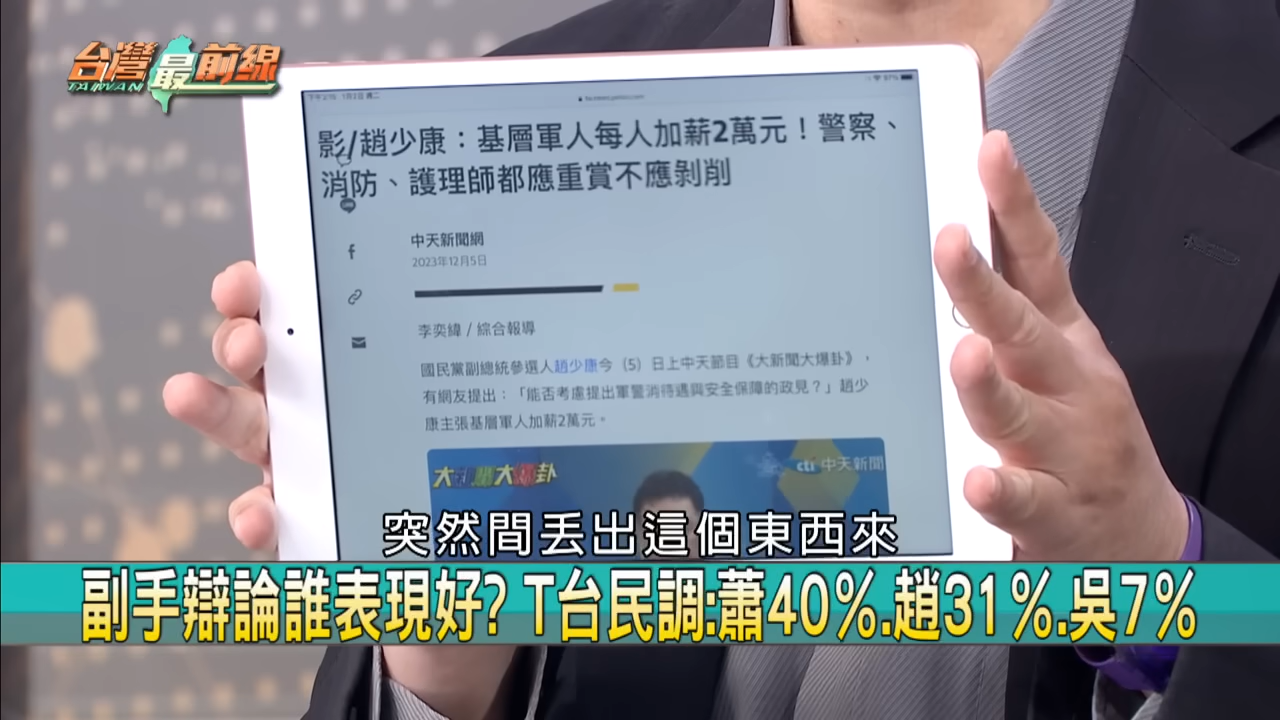 台灣最前線
TAIWAN
影/趙少康：基層軍人每人加薪2萬元！警察、
消防、護理師都應重賞不應剝削
中天新聞網
2023年12月5日
李奕緯 / 綜合報導
國民黨副總統參選人趙少康今（5）日上中天節目《大新聞大爆卦》，
有網友提出：「能否考慮提出軍警消待遇與安全保障的政見？」趙少
康主張基層軍人加薪2萬元。
大新聞大爆卦
cti 中天新聞
突然間丟出這個東西來
副手辯論誰表現好? T台民調:蕭40%.趙31%.吳7%